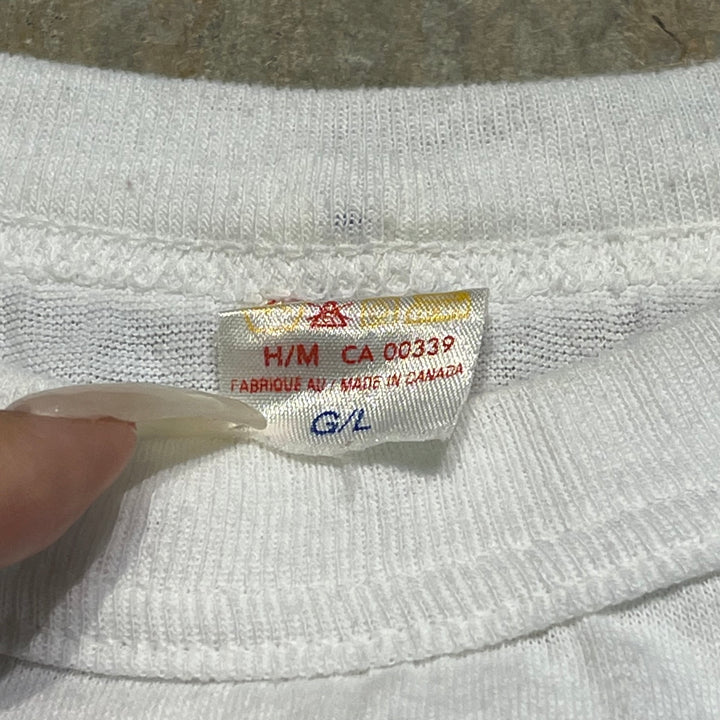 H/M CA 00339
FABRIQUE AU / MADE IN CANADA
G/L